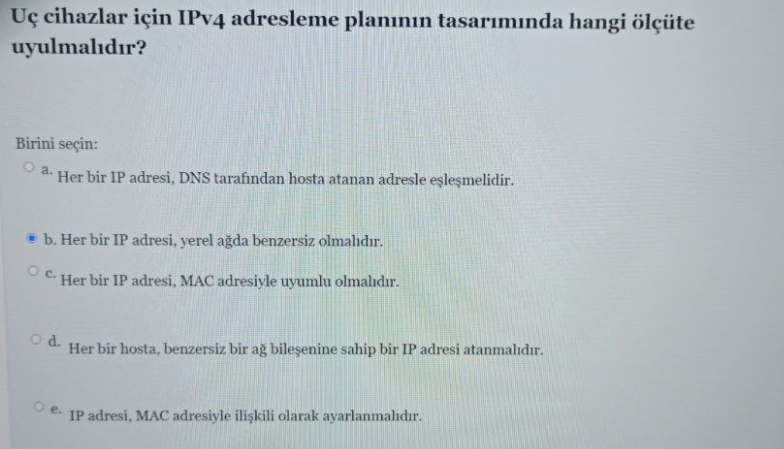 Uç cihazlar için IPv4 adresleme planının tasarımında hangi ölçüte
uyulmalıdır?
Birini seçin:
a. Her bir IP adresi, DNS tarafından hosta atanan adresle eşleşmelidir.
b. Her bir IP adresi, yerel ağda benzersiz olmalıdır.
c. Her bir IP adresi, MAC adresiyle uyumlu olmalıdır.
d. Her bir hosta, benzersiz bir ağ bileşenine sahip bir IP adresi atanmalıdır.
e. IP adresi, MAC adresiyle ilişkili olarak ayarlanmalıdır.